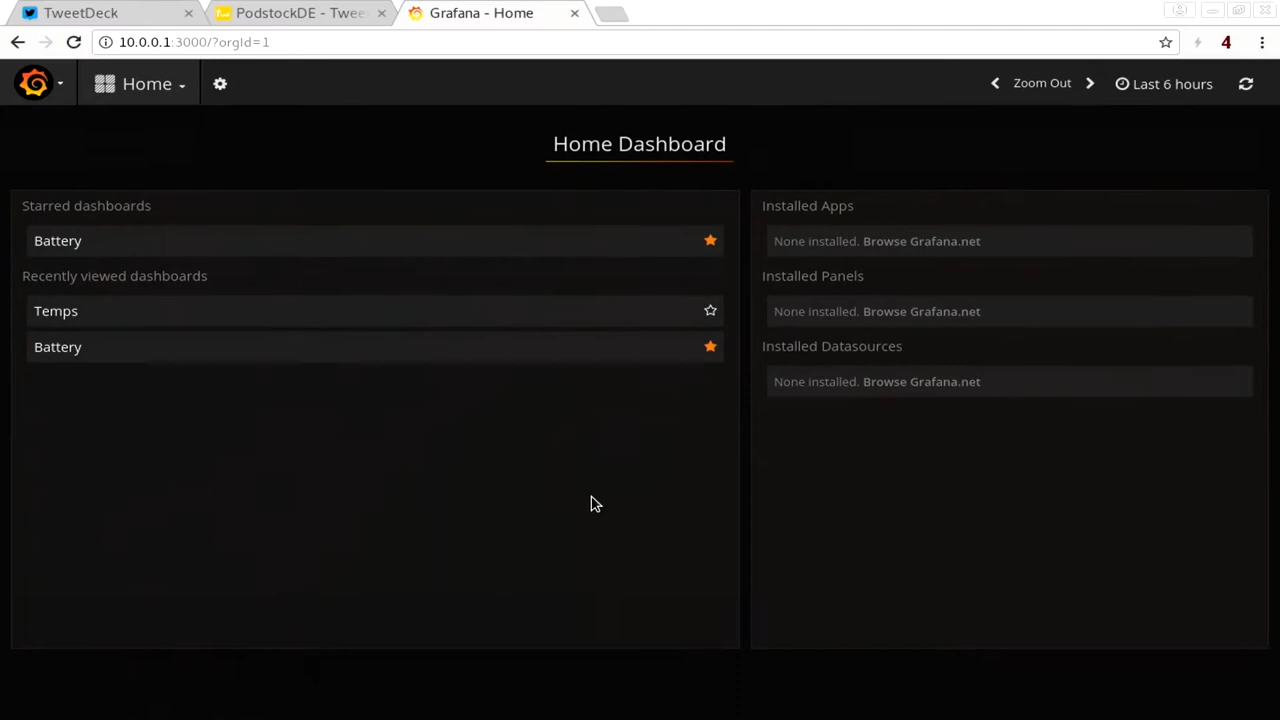 TweetDeck
PodstockDE - Twee
Grafana - Home
10.0.0.1:3000/?orgId=1
4
Home
Zoom Out
Last 6 hours
Home Dashboard
Starred dashboards
Battery
Recently viewed dashboards
Temps
Battery
Installed Apps
None installed. Browse Grafana.net
Installed Panels
None installed. Browse Grafana.net
Installed Datasources
None installed. Browse Grafana.net